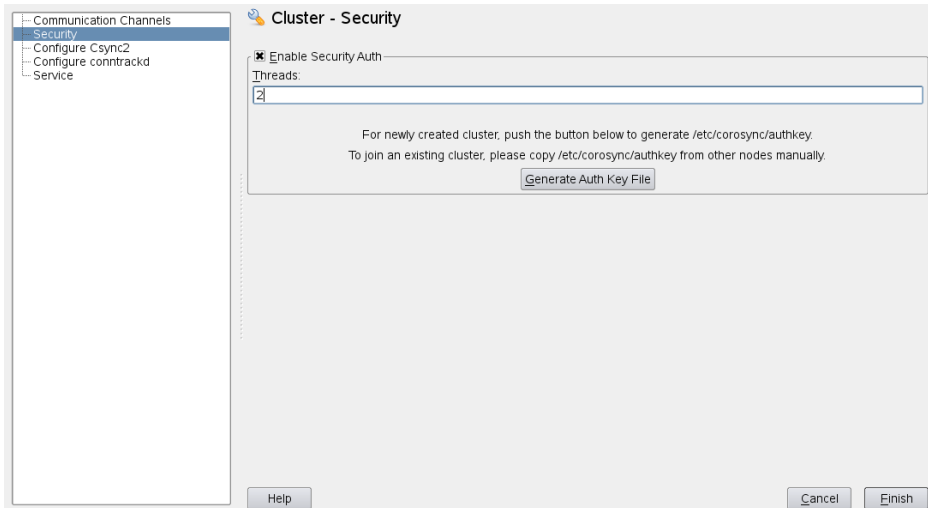 Communication Channels
Security
Configure Csync2
Configure conntrackd
Service
Cluster - Security
Enable Security Auth
Threads:
2
For newly created cluster, push the button below to generate /etc/corosync/authkey.
To join an existing cluster, please copy /etc/corosync/authkey from other nodes manually.
Generate Auth Key File
Help
Cancel
Finish